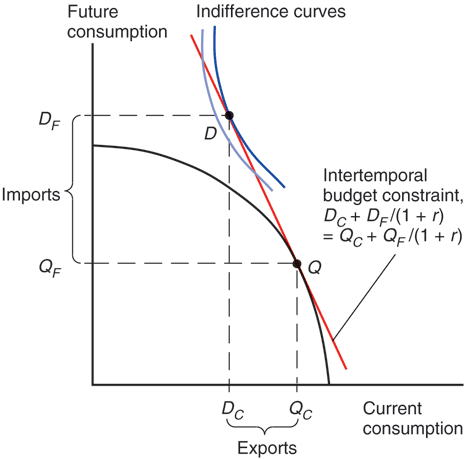 Future
consumption
Indifference curves
D_F
D
Imports
Intertemporal
budget constraint,
D_C + D_F/(1 + r)
= Q_C + Q_F/(1 + r)
Q_F
Q
D_C
Q_C
Current
consumption
Exports